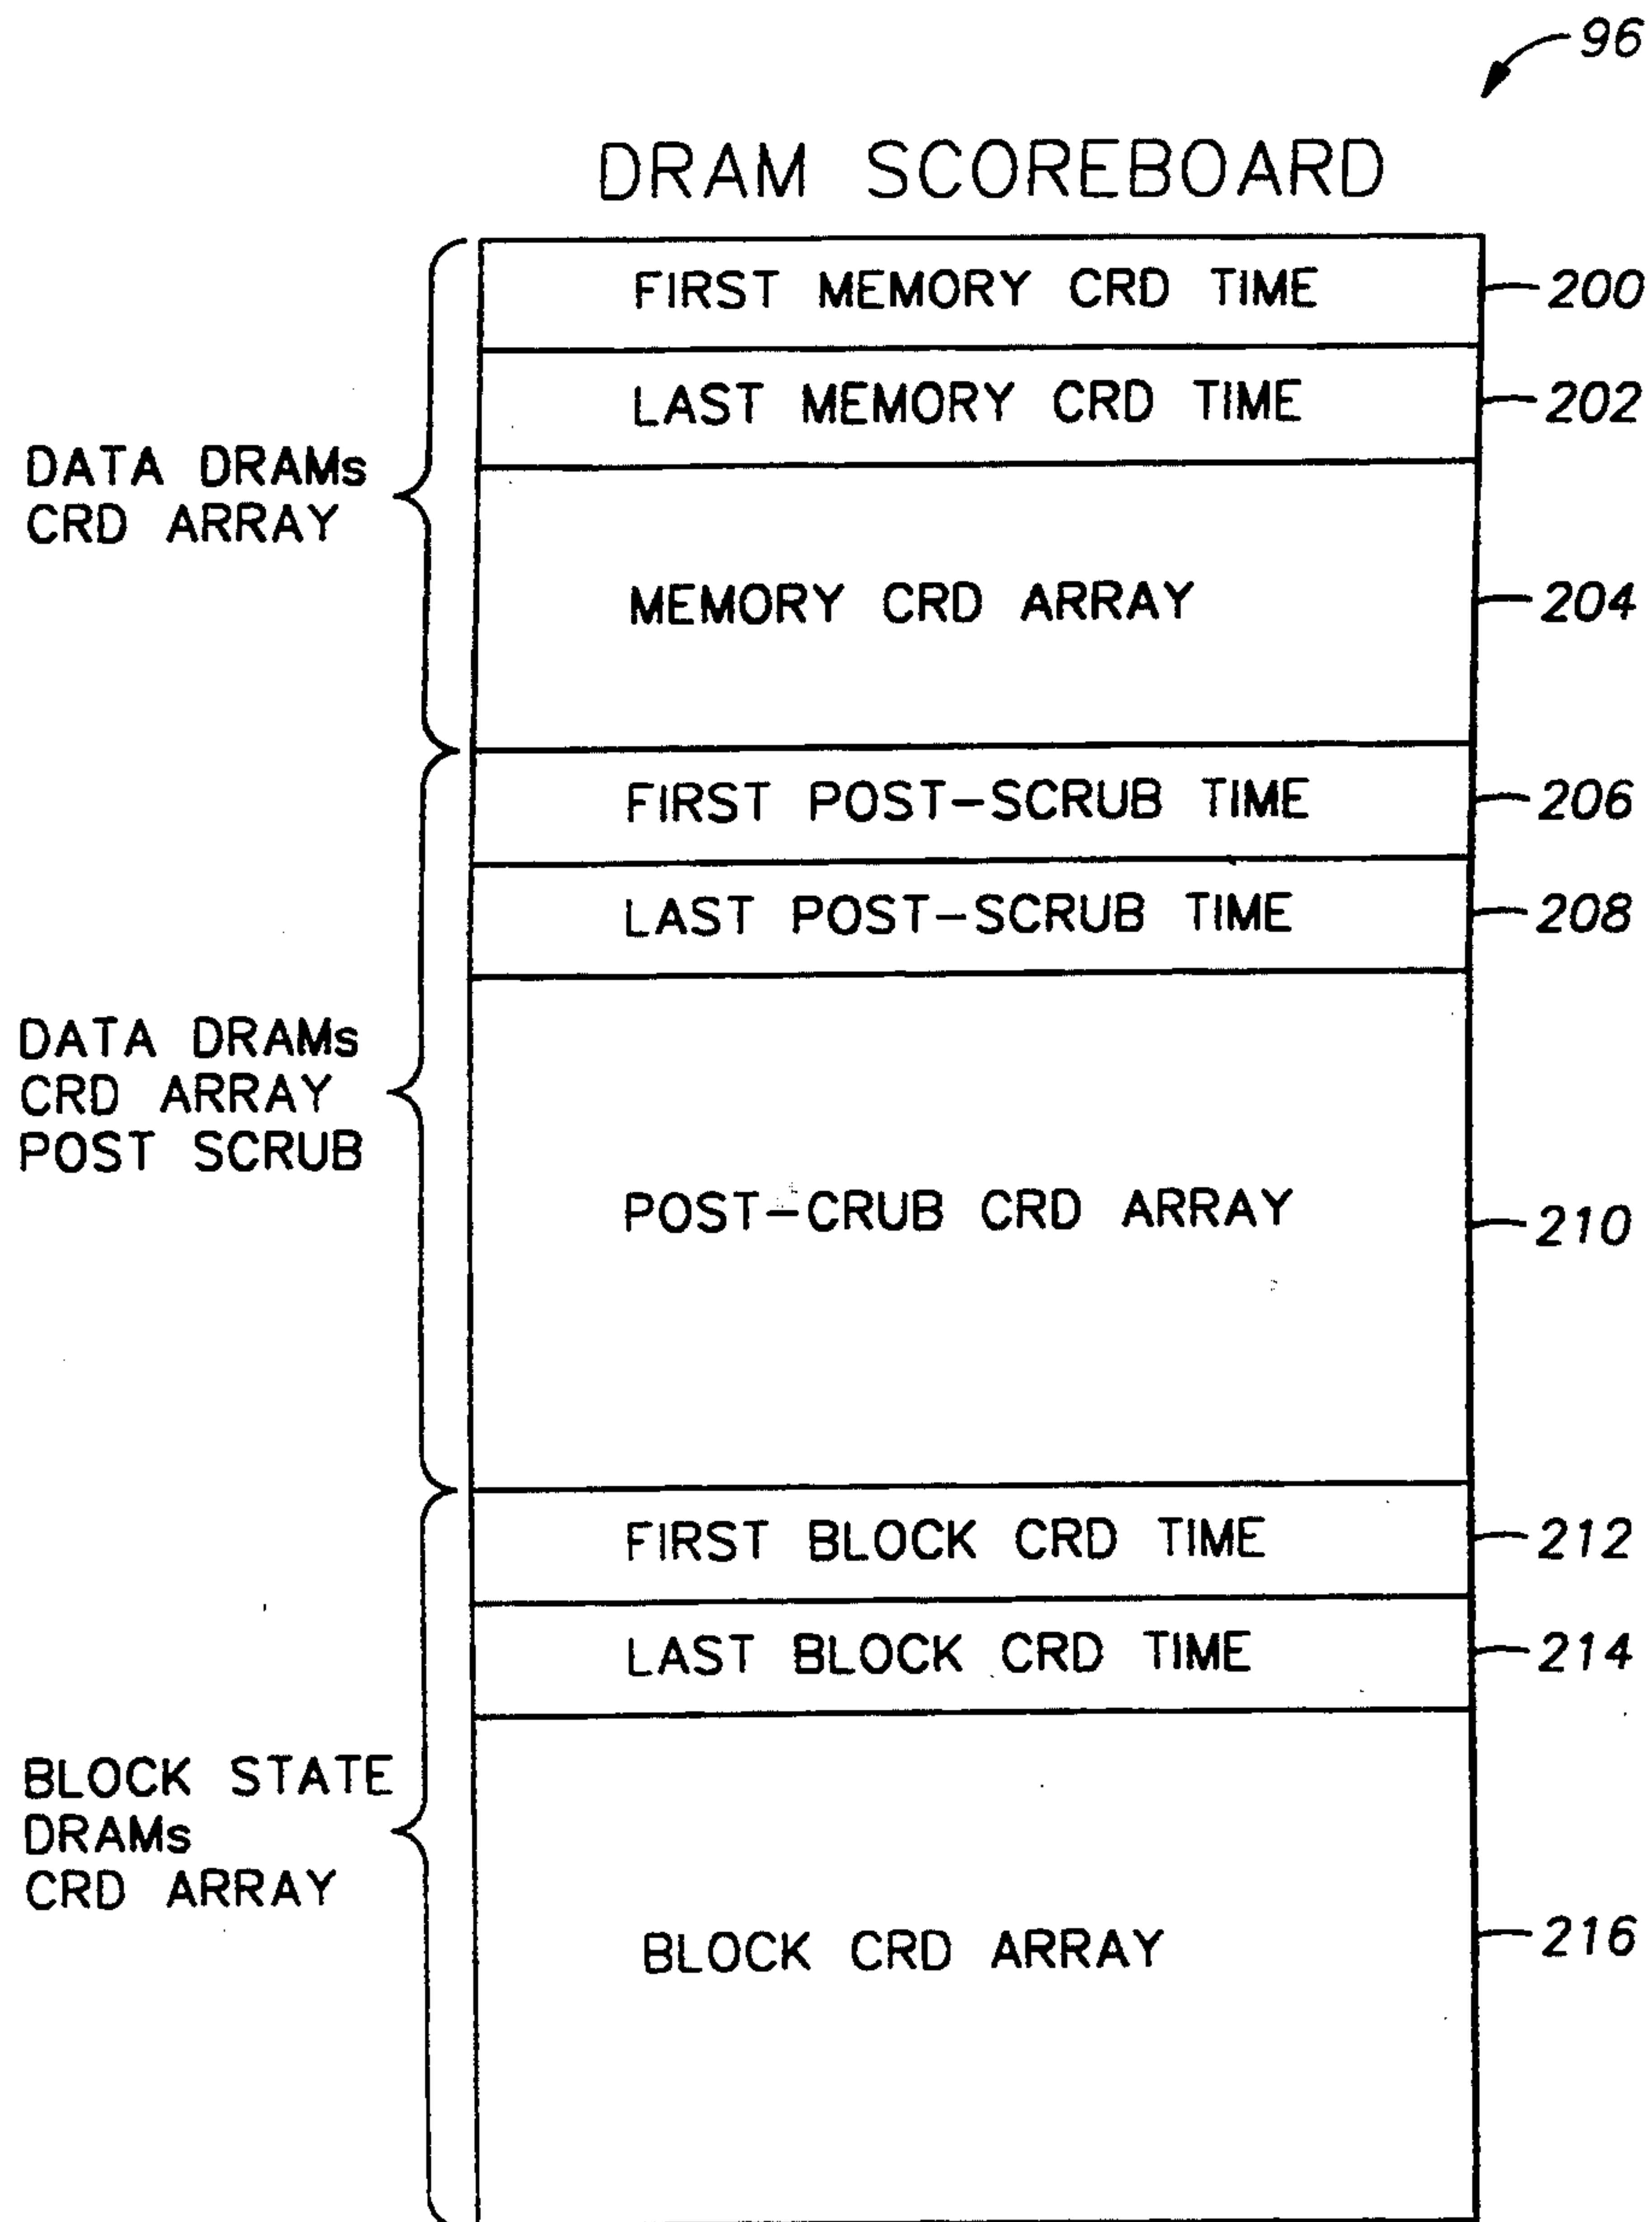 96
DRAM SCOREBOARD
FIRST MEMORY CRD TIME 200
LAST MEMORY CRD TIME 202
DATA DRAMs
CRD ARRAY
MEMORY CRD ARRAY 204
FIRST POST-SCRUB TIME 206
LAST POST-SCRUB TIME 208
DATA DRAMs
CRD ARRAY
POST SCRUB
POST-CRUB CRD ARRAY 210
FIRST BLOCK CRD TIME 212
LAST BLOCK CRD TIME 214
BLOCK STATE
DRAMs
CRD ARRAY
BLOCK CRD ARRAY 216